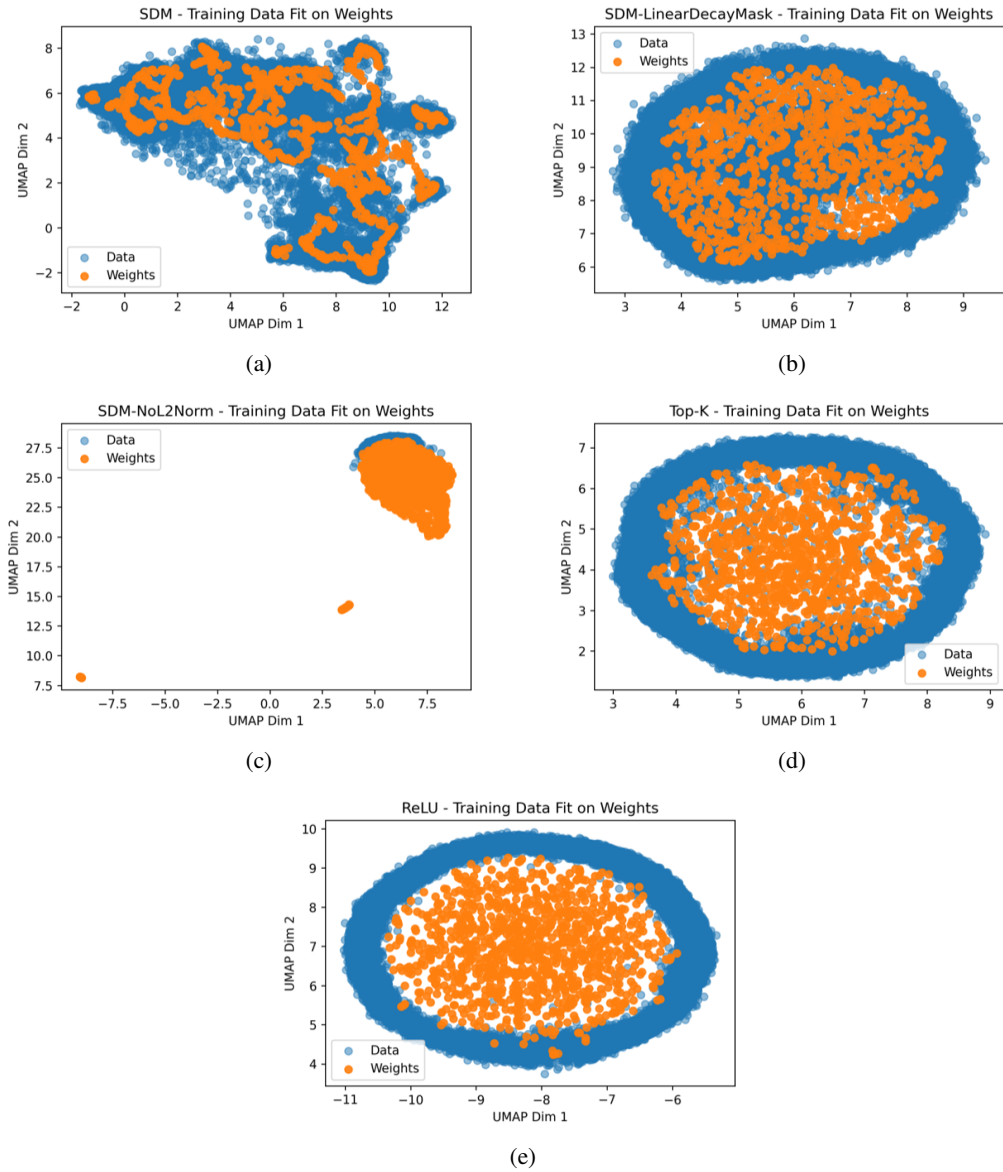 SDM - Training Data Fit on Weights
8
6
4
2
0
−2
UMAP Dim 2
Data
Weights
−2 0 2 4 6 8 10 12
UMAP Dim 1
(a)
SDM-LinearDecayMask - Training Data Fit on Weights
13
12
11
10
9
8
7
6
UMAP Dim 2
Data
Weights
3 4 5 6 7 8 9
UMAP Dim 1
(b)
SDM-NoL2Norm - Training Data Fit on Weights
27.5
25.0
22.5
20.0
17.5
15.0
12.5
10.0
7.5
UMAP Dim 2
Data
Weights
−7.5 −5.0 −2.5 0.0 2.5 5.0 7.5
UMAP Dim 1
(c)
Top-K - Training Data Fit on Weights
7
6
5
4
3
2
UMAP Dim 2
Data
Weights
3 4 5 6 7 8 9
UMAP Dim 1
(d)
ReLU - Training Data Fit on Weights
10
9
8
7
6
5
4
UMAP Dim 2
Data
Weights
−11 −10 −9 −8 −7 −6
UMAP Dim 1
(e)